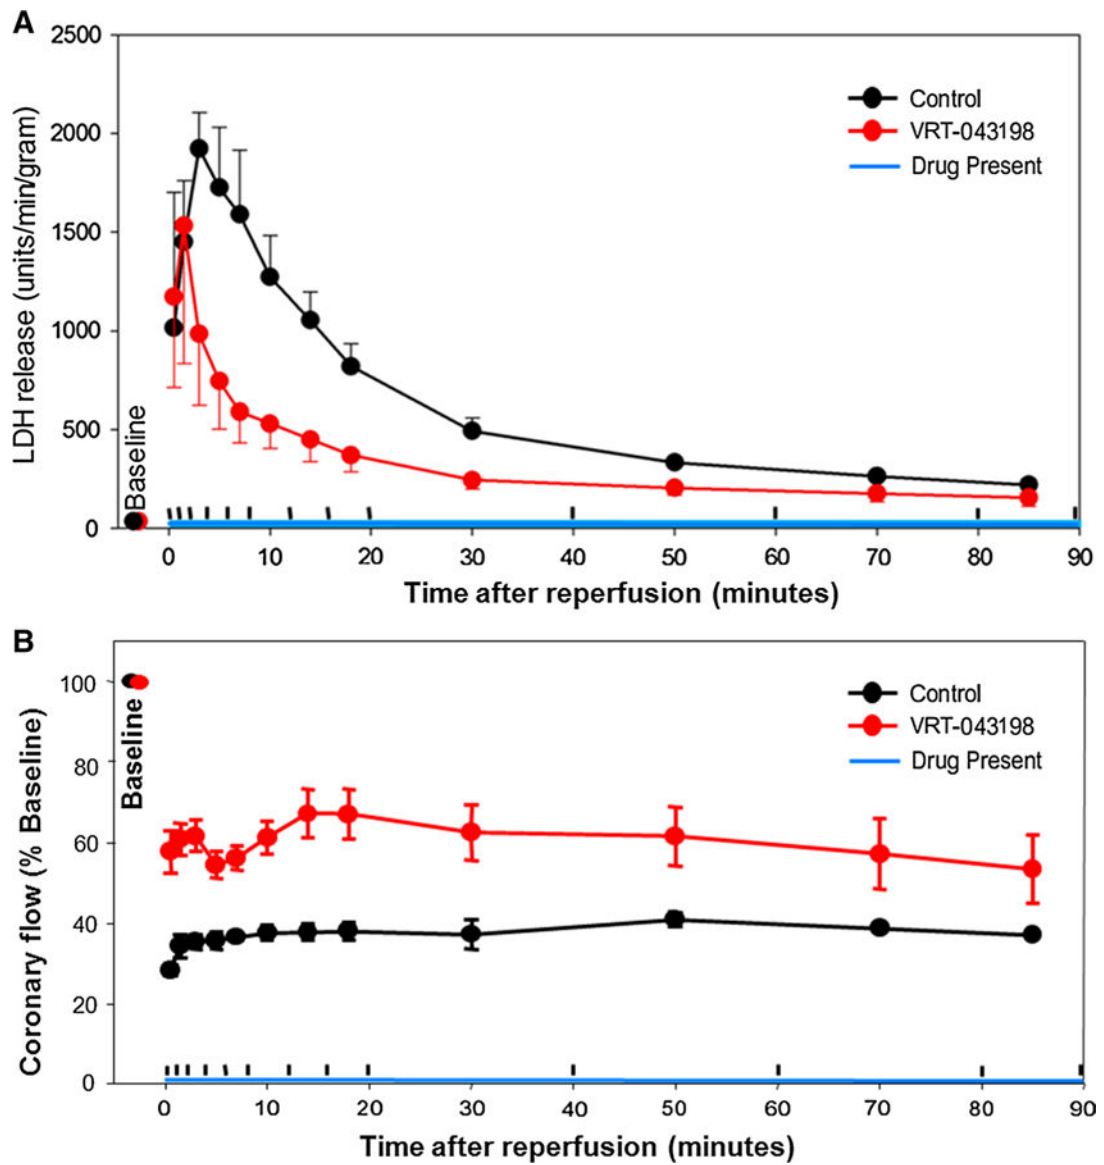 A
2500
2000
1500
1000
500
0
LDH release (units/min/gram)
Baseline
Control
VRT-043198
Drug Present
0 10 20 30 40 50 60 70 80 90
Time after reperfusion (minutes)
B
100
80
60
40
20
0
Coronary flow (% Baseline)
Baseline
Control
VRT-043198
Drug Present
0 10 20 30 40 50 60 70 80 90
Time after reperfusion (minutes)